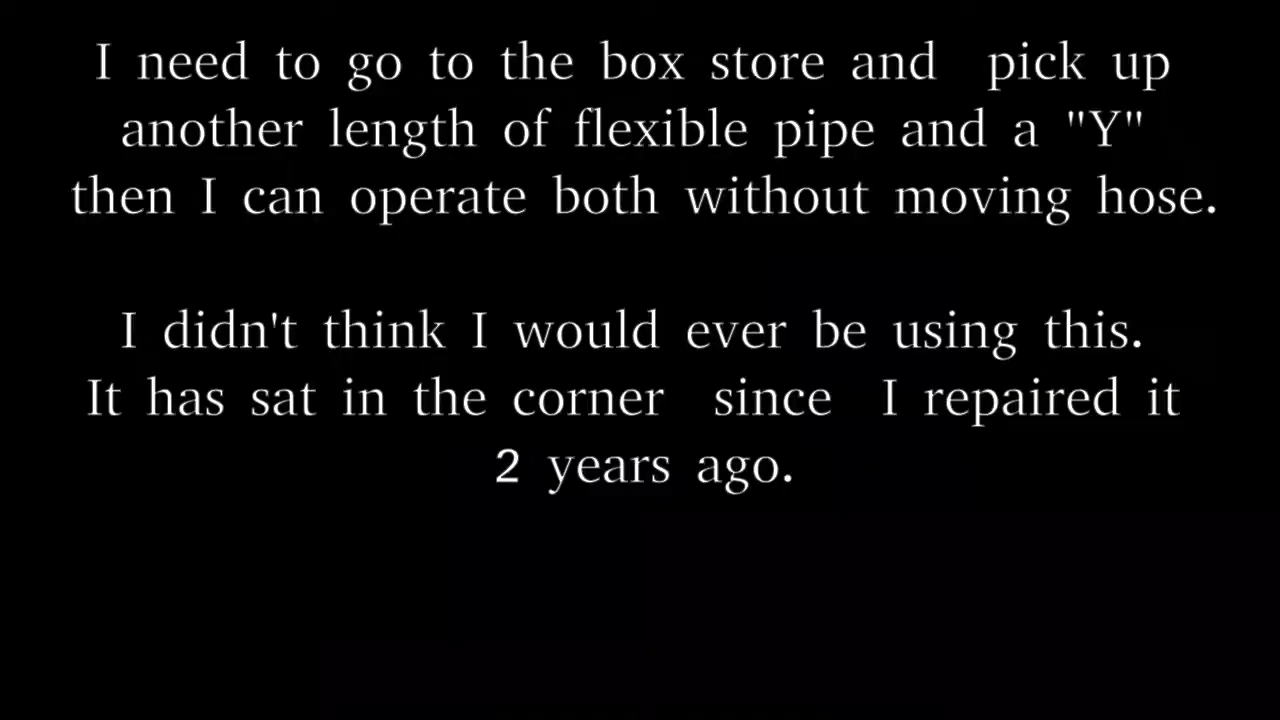 I need to go to the box store and pick up
another length of flexible pipe and a "Y"
then I can operate both without moving hose.
I didn't think I would ever be using this.
It has sat in the corner since I repaired it
2 years ago.